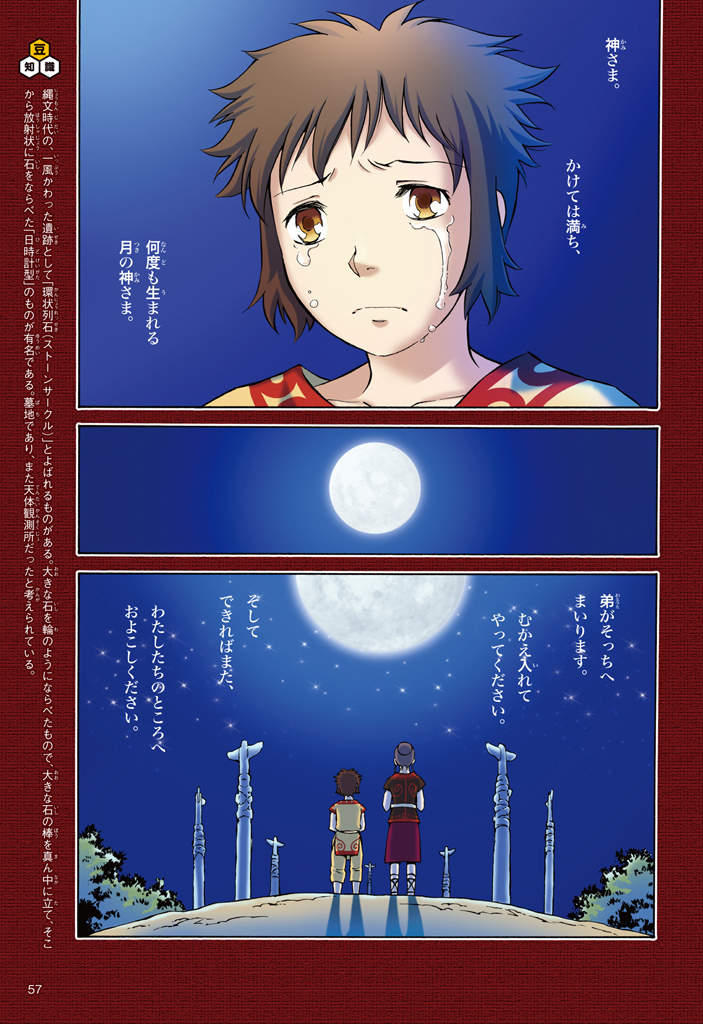 神さま。
かけては満ち、
何度も生まれる
月の神さま。
弟がそっちへ
まいります。
むかえ入れて
やってください。
そして
できればまだ、
わたしたちのところへ
およこしください。
豆知識
縄文時代の、一風かわった遺跡として「環状列石(ストーンサークル)」とよばれるものがある。大きな石を輪のようにならべたもので、大きな石の棒を真ん中に立て、そこ
から放射状に石をならべた「日時計型」のものが有名である。墓地であり、また天体観測所だったと考えられている。
57